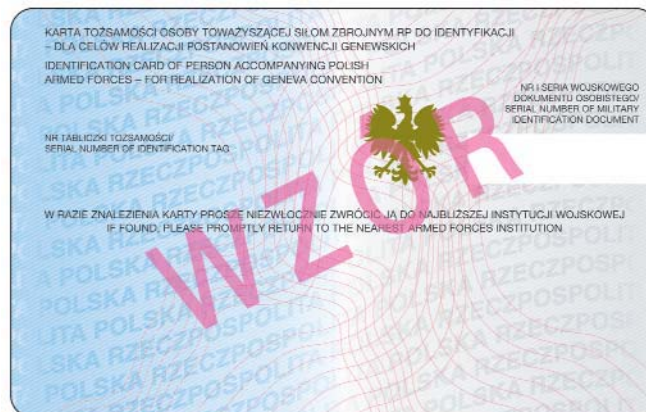 KARTA TOŻSAMOŚCI OSOBY TOWAŻYSZĄCEJ SIŁOM ZBROJNYM RP DO IDENTYFIKACJI
– DLA CELÓW REALIZACJI POSTANOWIEŃ KONWENCJI GENEWSKICH
IDENTIFICATION CARD OF PERSON ACCOMPANYING POLISH
ARMED FORCES – FOR REALIZATION OF GENEVA CONVENTION
NR I SERIA WOJSKOWEGO
DOKUMENTU OSOBISTEGO/
SERIAL NUMBER OF MILITARY
IDENTIFICATION DOCUMENT
NR TABLICZKI TOŻSAMOŚCI/
SERIAL NUMBER OF IDENTIFICATION TAG
W RAZIE ZNALEZIENIA KARTY PROSZĘ NIEZWŁOCZNIE ZWRÓCIĆ JĄ DO NAJBLIŻSZEJ INSTYTUCJI WOJSKOWEJ
IF FOUND, PLEASE PROMPTLY RETURN TO THE NEAREST ARMED FORCES INSTITUTION
WZÓR